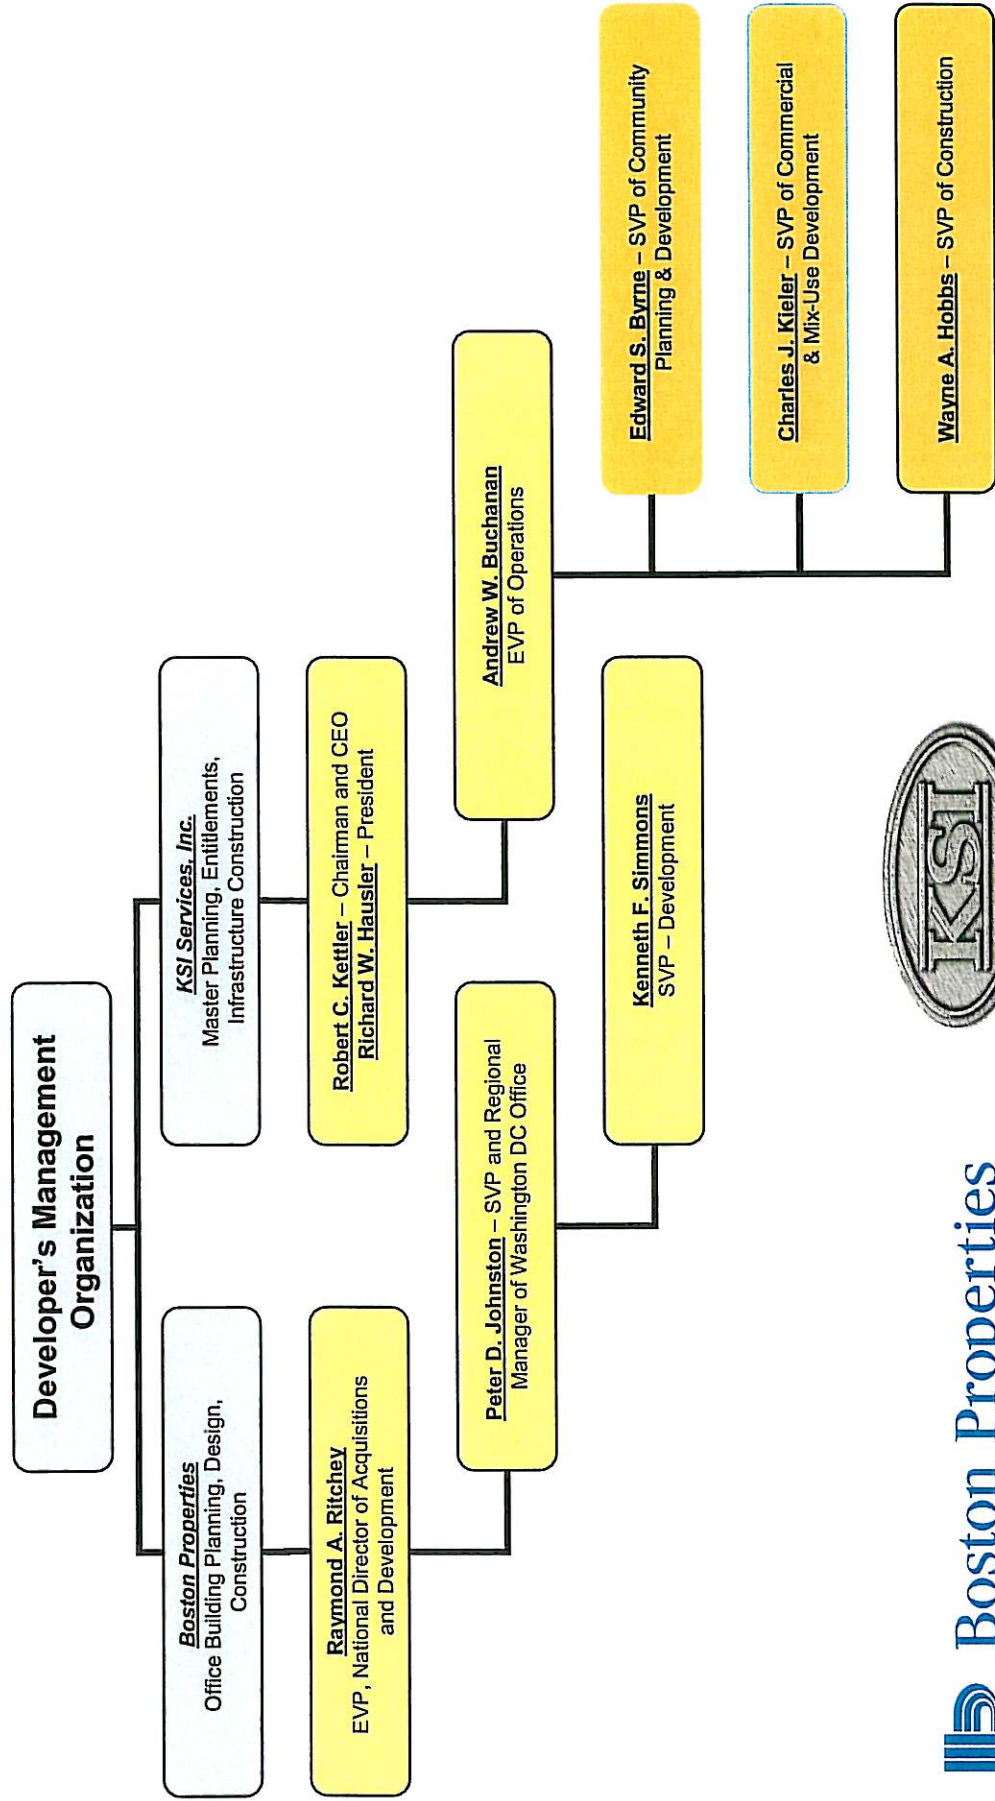 Developer's Management
Organization
Boston Properties
Office Building Planning, Design,
Construction
KSI Services, Inc.
Master Planning, Entitlements,
Infrastructure Construction
Raymond A. Ritchey
EVP, National Director of Acquisitions
and Development
Robert C. Kettler – Chairman and CEO
Richard W. Hausler – President
Peter D. Johnston – SVP and Regional
Manager of Washington DC Office
Andrew W. Buchanan
EVP of Operations
Kenneth F. Simmons
SVP – Development
Edward S. Byrne – SVP of Community
Planning & Development
Charles J. Kieler – SVP of Commercial
& Mix-Use Development
Wayne A. Hobbs – SVP of Construction
Boston Properties
KSI